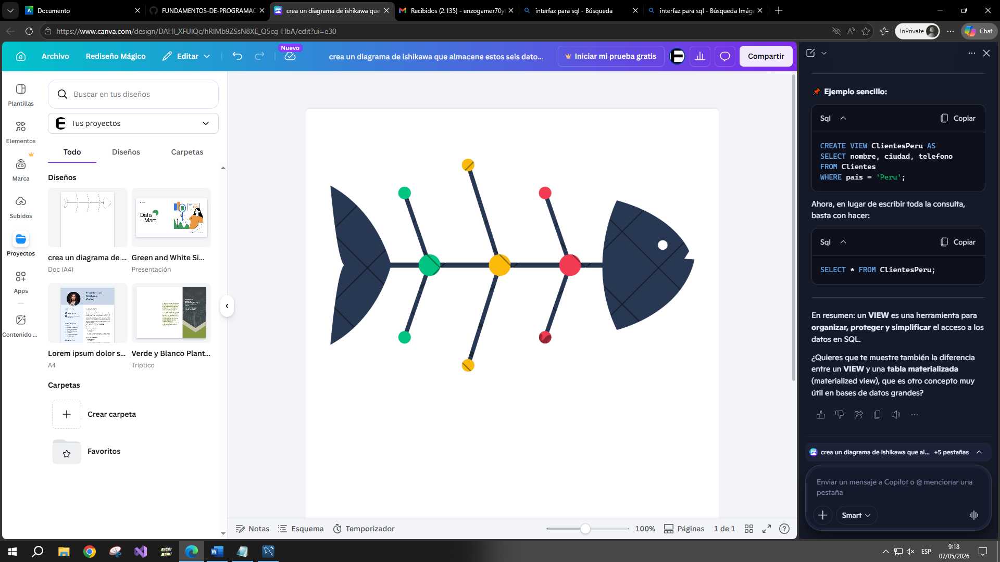 Documento
FUNDAMENTOS-DE-PROGRAMAC
crea un diagrama de ishikawa que
Recibidos (2.135) - enzogamer70yt
interfaz para sql - Búsqueda
interfaz para sql - Búsqueda Imáge
https://www.canva.com/design/DAHI_XFUIQc/hRIMb9ZSsN8XE_Q5cg-HbA/edit?ui=e30
InPrivate
Chat
Archivo
Rediseño Mágico
Editar
Nuevo
crea un diagrama de ishikawa que almacene estos seis dato...
Iniciar mi prueba gratis
Compartir
Plantillas
Elementos
Marca
Subidos
Proyectos
Apps
Contenido ...
Buscar en tus diseños
Tus proyectos
Todo
Diseños
Carpetas
Diseños
Data
Mart
crea un diagrama de ...
Doc (A4)
Green and White Si...
Presentación
Enzo Renaud
Cárdenas
Muñoz
Lorem ipsum dolor s...
A4
Verde y Blanco Plant...
Tríptico
Carpetas
Crear carpeta
Favoritos
Notas
Esquema
Temporizador
100%
Páginas
1 de 1
Ejemplo sencillo:
Sql
Copiar
CREATE VIEW ClientesPeru AS
SELECT nombre, ciudad, telefono
FROM Clientes
WHERE pais = 'Peru';
Ahora, en lugar de escribir toda la consulta,
basta con hacer:
Sql
Copiar
SELECT * FROM ClientesPeru;
En resumen: un VIEW es una herramienta para
organizar, proteger y simplificar el acceso a los
datos en SQL.
¿Quieres que te muestre también la diferencia
entre un VIEW y una tabla materializada
(materialized view), que es otro concepto muy
útil en bases de datos grandes?
crea un diagrama de ishikawa que al...
+5 pestañas
Enviar un mensaje a Copilot o @ mencionar una
pestaña
Smart
ESP
9:18
07/05/2026